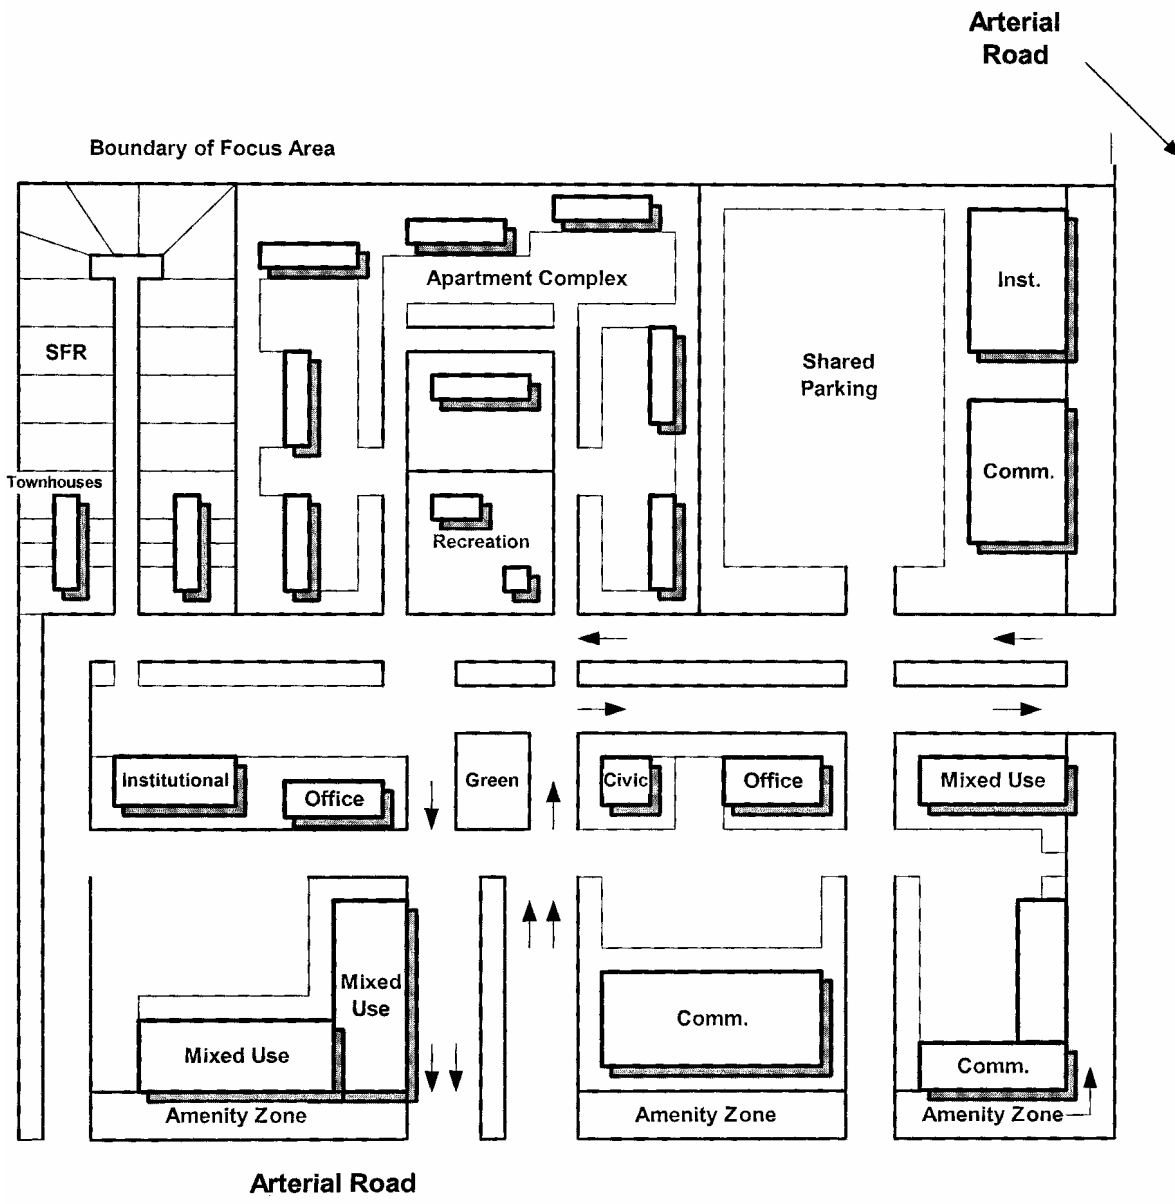 Arterial
Road
Boundary of Focus Area
Apartment Complex
Inst.
SFR
Shared
Parking
Comm.
Townhouses
Recreation
Institutional
Office
Green
Civic
Office
Mixed Use
Mixed
Use
Mixed Use
Comm.
Comm.
Amenity Zone
Amenity Zone
Amenity Zone
Arterial Road